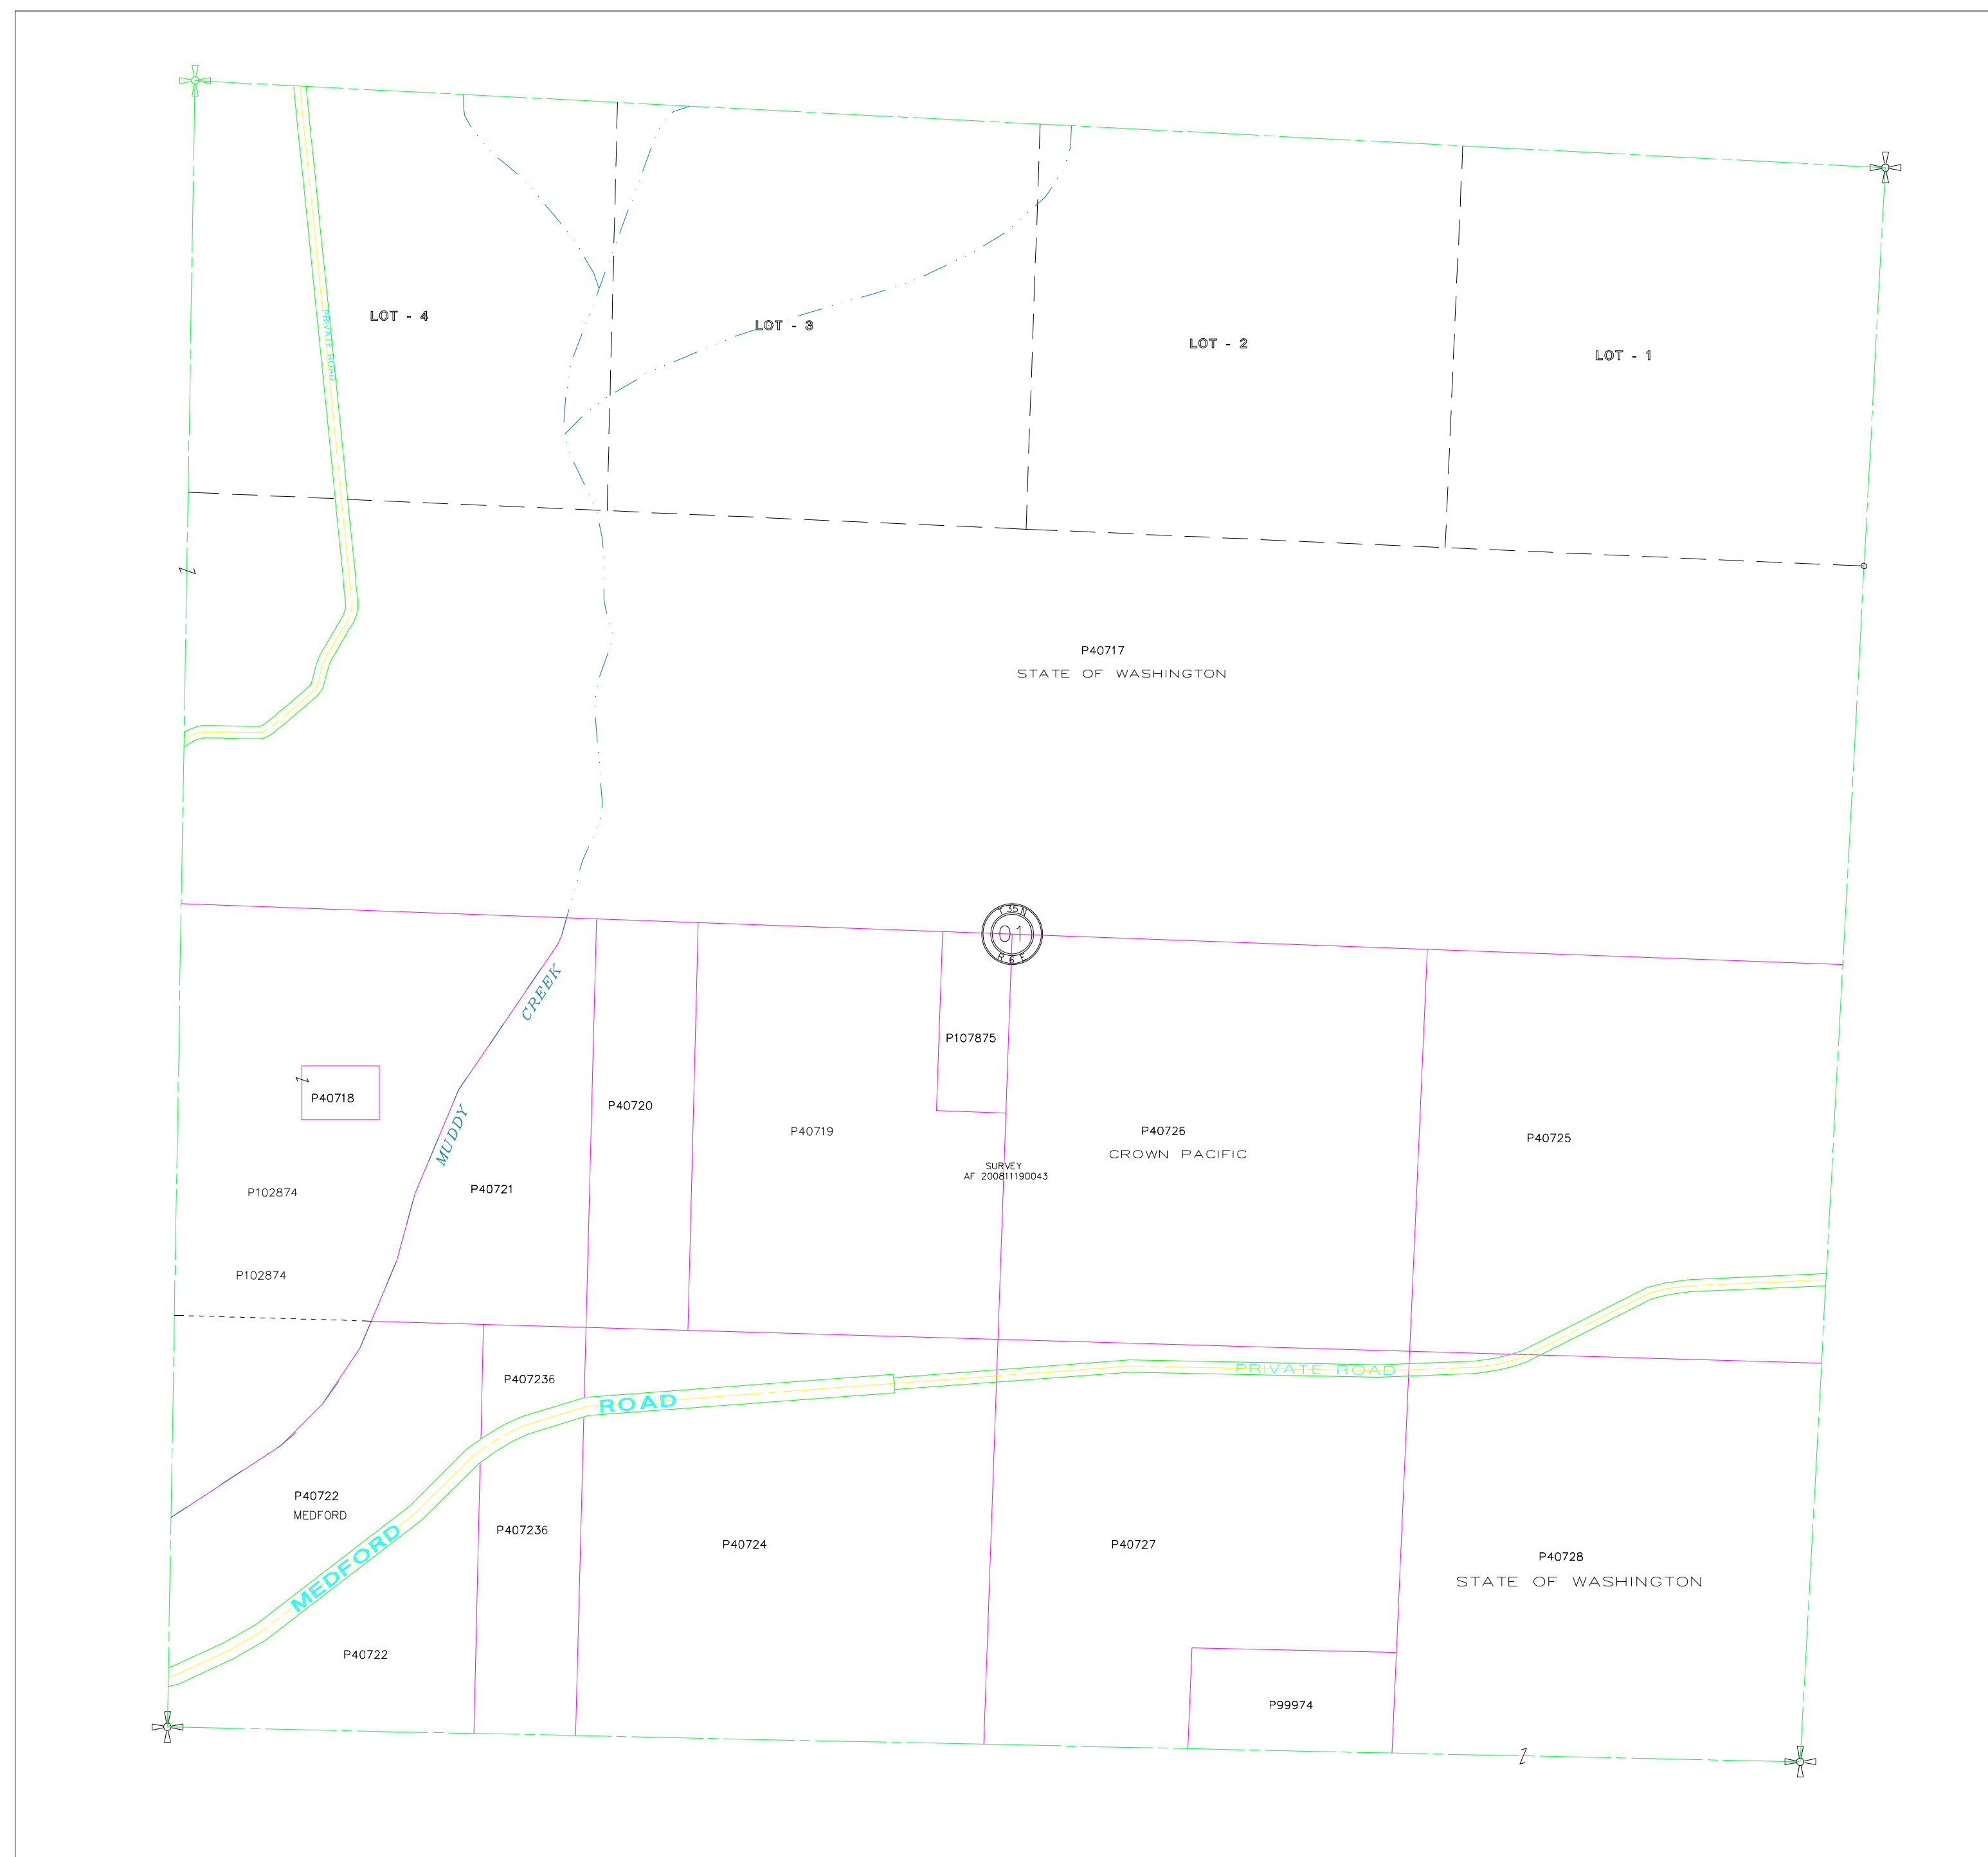 LOT - 4
LOT - 3
LOT - 2
LOT - 1
PRIVATE ROAD
P40717
STATE OF WASHINGTON
T35N
01
R 6 E
CREEK
MUDDY
P107875
P40718
P40720
P40719
P40726
CROWN PACIFIC
P40725
SURVEY
AF 200811190043
P102874
P40721
P102874
P407236
PRIVATE ROAD
ROAD
P40722
MEDFORD
P407236
P40724
P40727
P40728
STATE OF WASHINGTON
MEDFORD
P40722
P99974